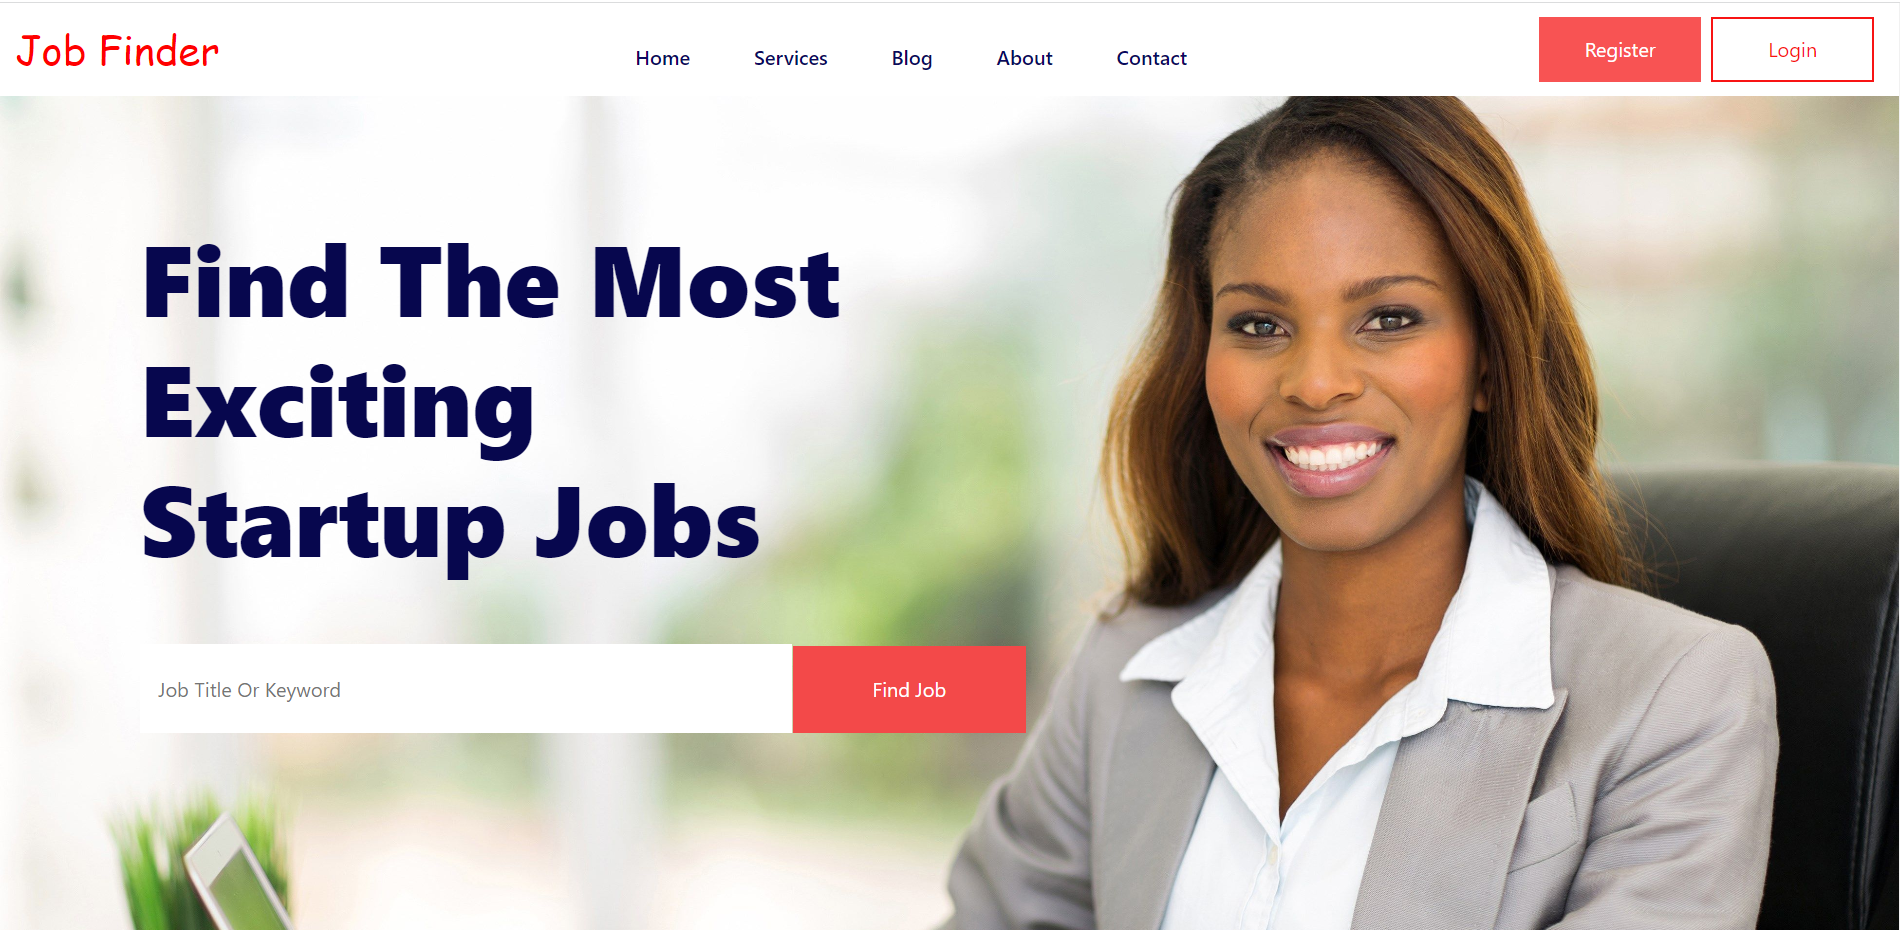 Job Finder
Home Services Blog About Contact
Register Login
Find The Most
Exciting
Startup Jobs
Job Title Or Keyword
Find Job